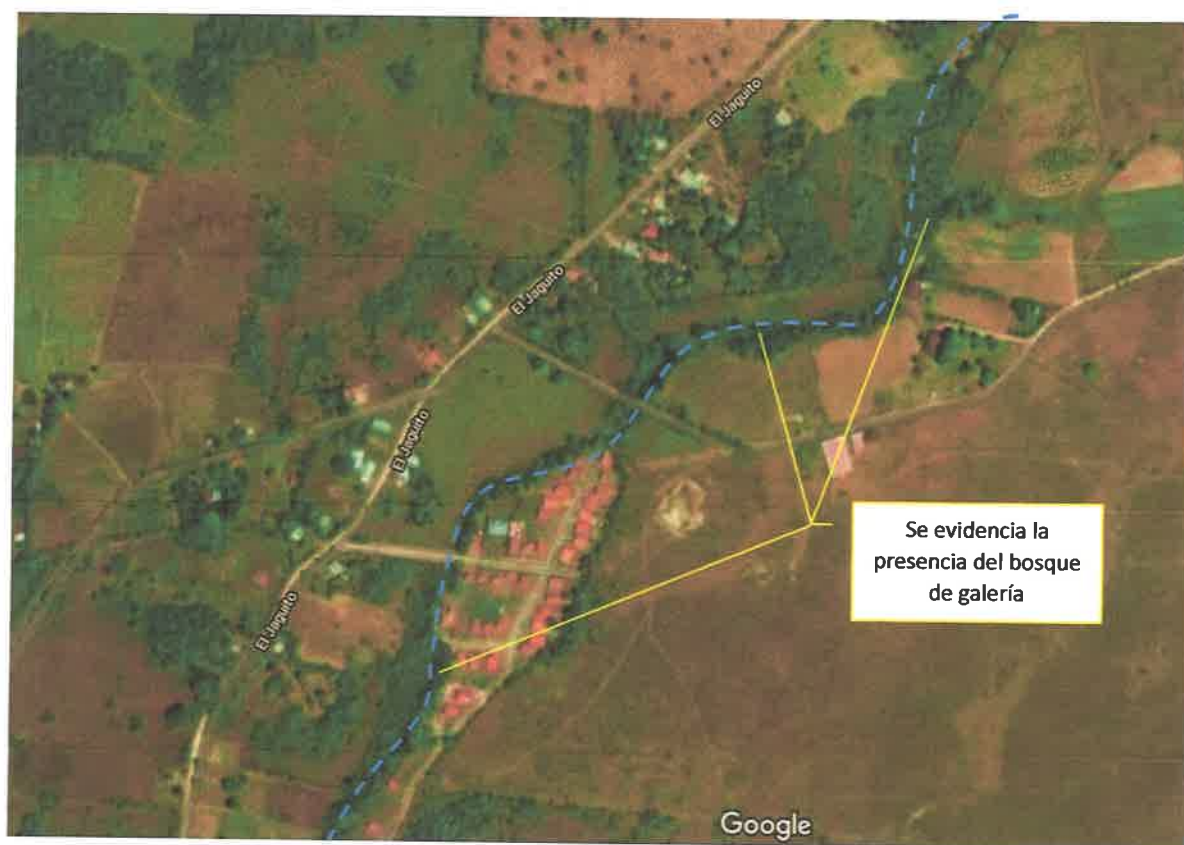 El Jaguito
El Jaguito
El Jaguito
El Jaguito
Se evidencia la
presencia del bosque
de galería
Google